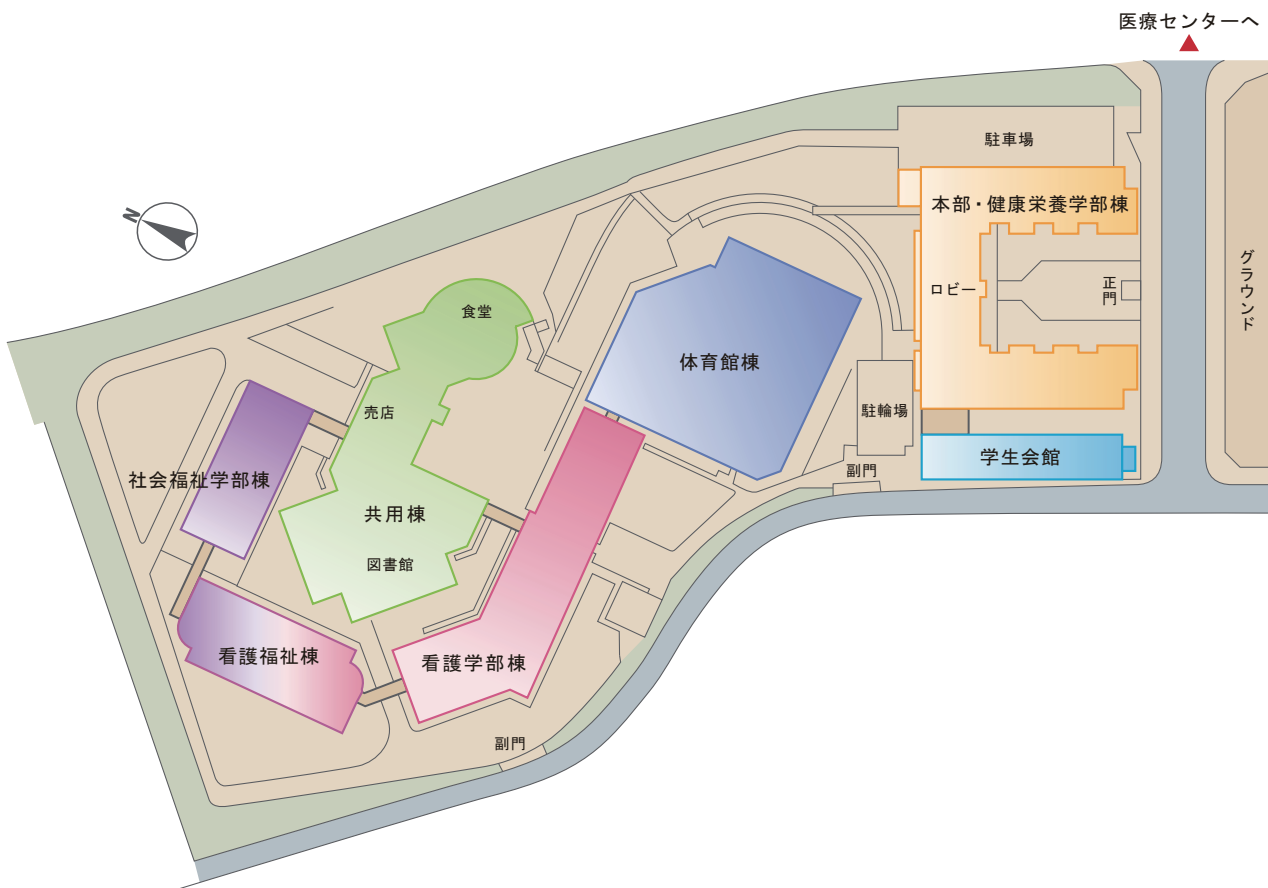 医療センターへ
駐車場
本部・健康栄養学部棟
N
グラウンド
ロビー
正門
食堂
体育館棟
売店
駐輪場
学生会館
副門
社会福祉学部棟
共用棟
図書館
看護福祉棟
看護学部棟
副門